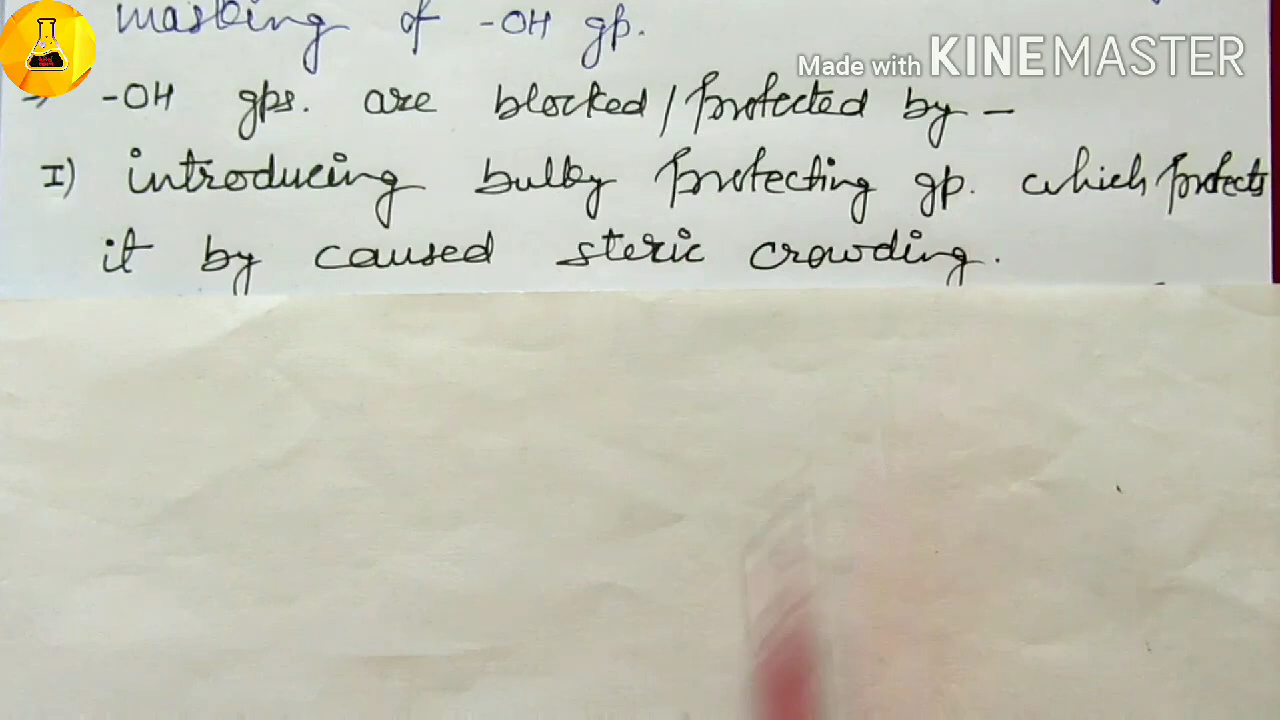 masking of -OH gp.
Made with KINEMASTER
→ -OH gps. are blocked / protected by -
I) introducing bulky protecting gp. which protects
it by caused steric crowding.